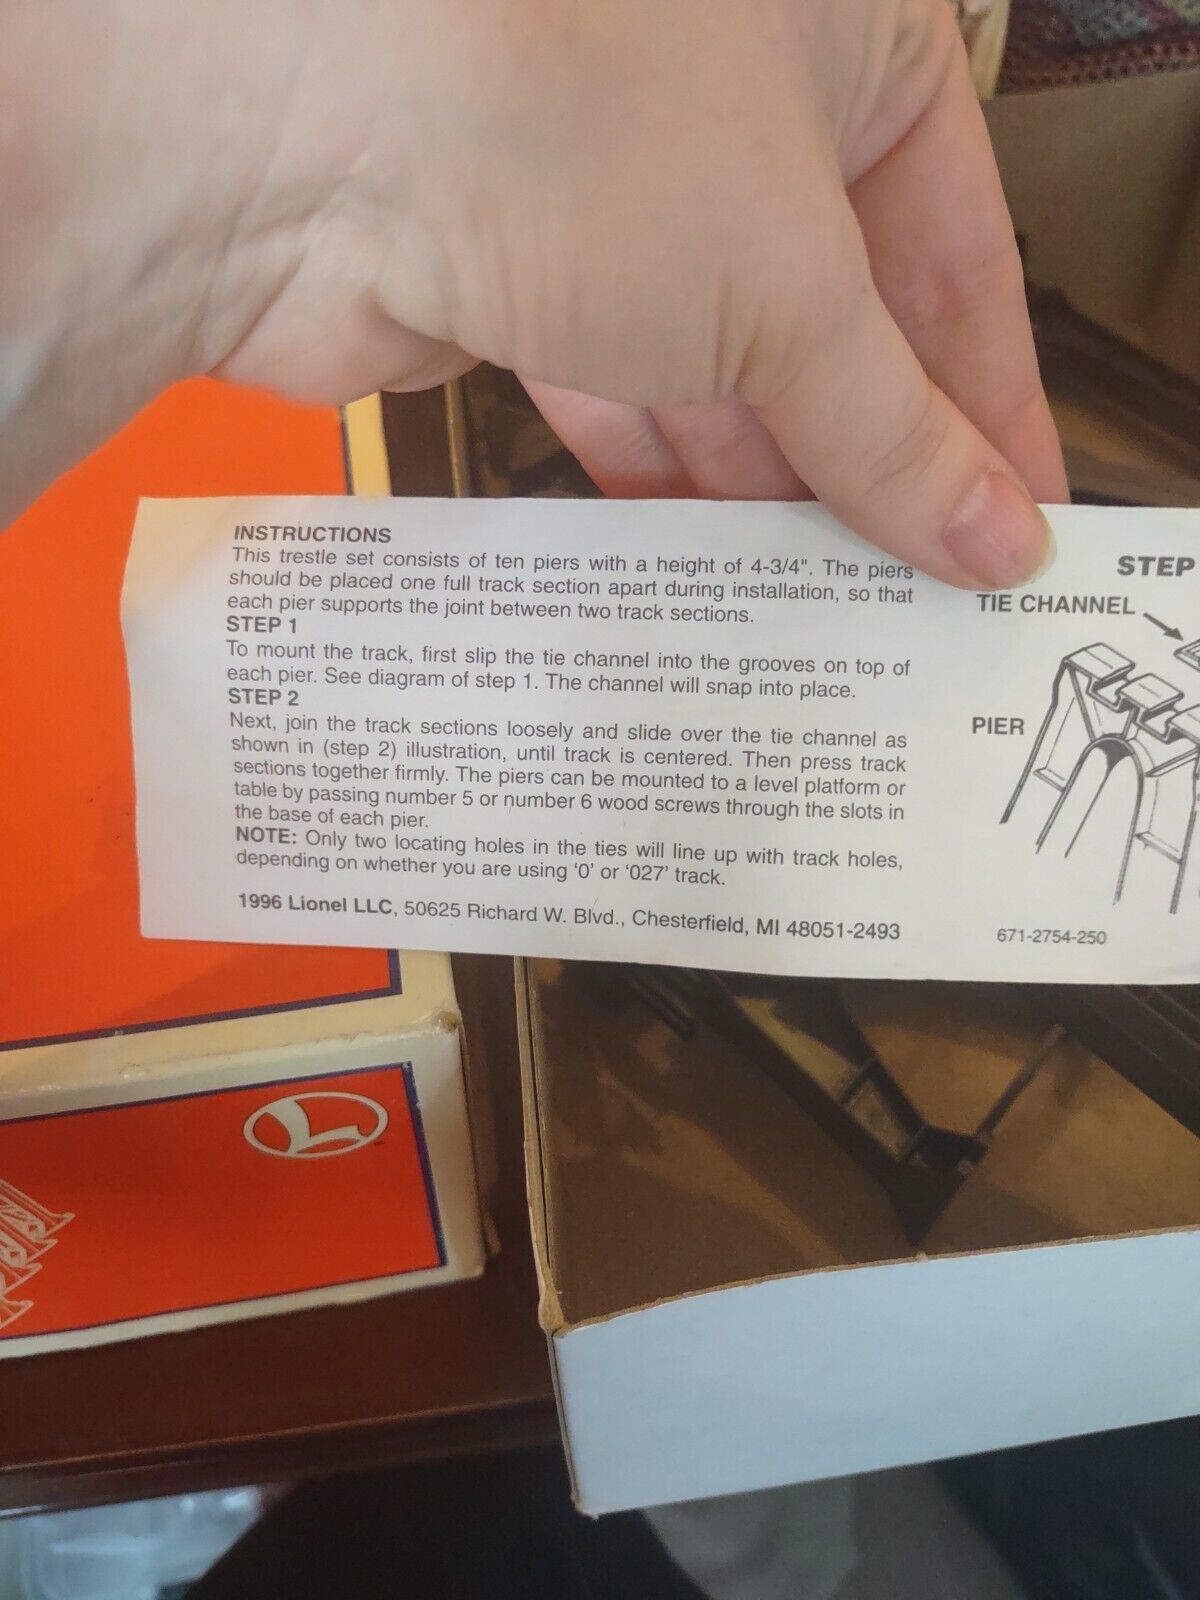 INSTRUCTIONS
This trestle set consists of ten piers with a height of 4-3/4". The piers
should be placed one full track section apart during installation, so that
each pier supports the joint between two track sections.
STEP 1
To mount the track, first slip the tie channel into the grooves on top of
each pier. See diagram of step 1. The channel will snap into place.
STEP 2
Next, join the track sections loosely and slide over the tie channel as
shown in (step 2) illustration, until track is centered. Then press track
sections together firmly. The piers can be mounted to a level platform or
table by passing number 5 or number 6 wood screws through the slots in
the base of each pier.
NOTE: Only two locating holes in the ties will line up with track holes,
depending on whether you are using '0' or '027' track.
1996 Lionel LLC, 50625 Richard W. Blvd., Chesterfield, MI 48051-2493
STEP
TIE CHANNEL
PIER
671-2754-250
L